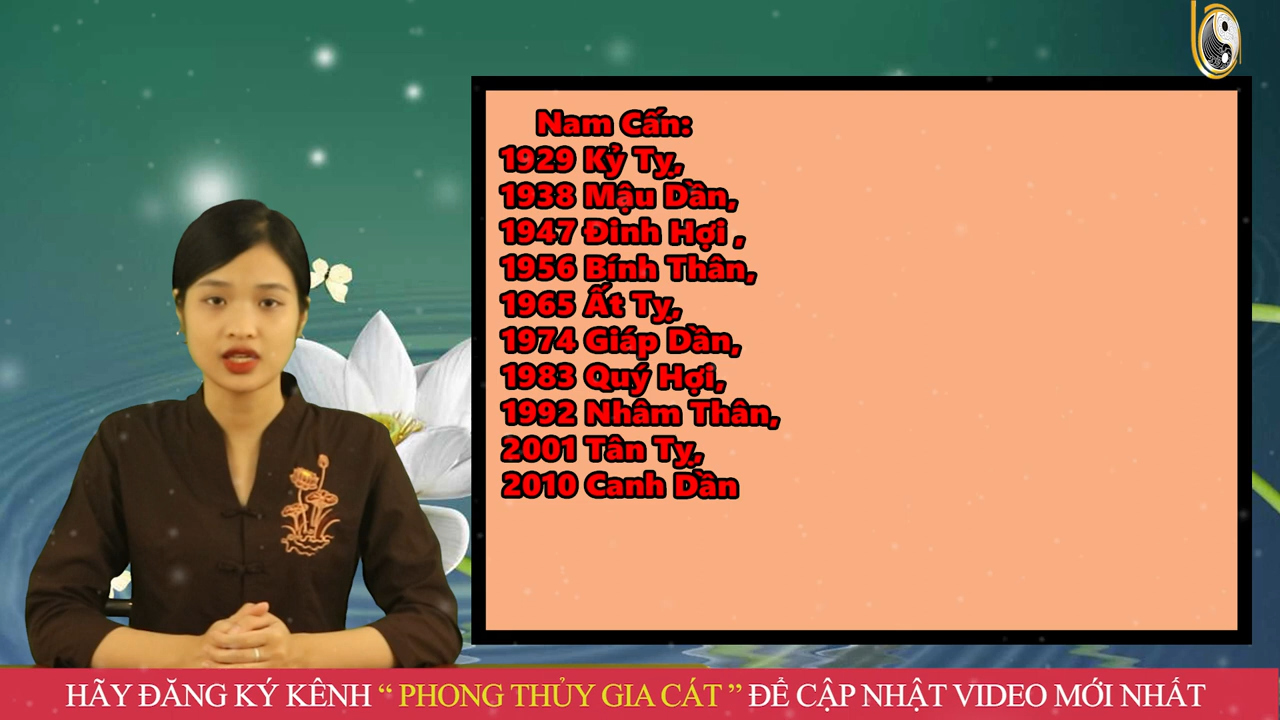 Nam Cấn:
1929 Kỷ Tỵ,
1938 Mậu Dần,
1947 Đinh Hợi ,
1956 Bính Thân,
1965 Ất Tỵ,
1974 Giáp Dần,
1983 Quý Hợi,
1992 Nhâm Thân,
2001 Tân Tỵ,
2010 Canh Dần
HÃY ĐĂNG KÝ KÊNH “ PHONG THỦY GIA CÁT ” ĐỂ CẬP NHẬT VIDEO MỚI NHẤT